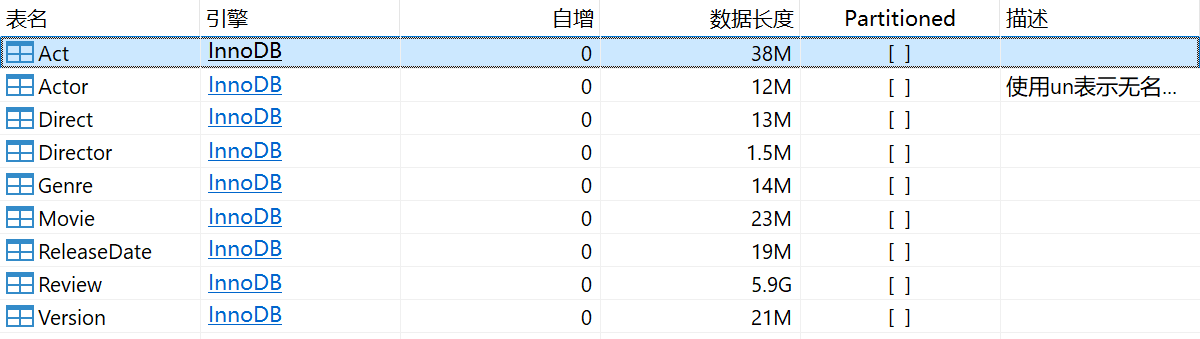 表名 引擎 自增 数据长度 Partitioned 描述
Act InnoDB 0 38M [ ]
Actor InnoDB 0 12M [ ] 使用un表示无名...
Direct InnoDB 0 13M [ ]
Director InnoDB 0 1.5M [ ]
Genre InnoDB 0 14M [ ]
Movie InnoDB 0 23M [ ]
ReleaseDate InnoDB 0 19M [ ]
Review InnoDB 0 5.9G [ ]
Version InnoDB 0 21M [ ]